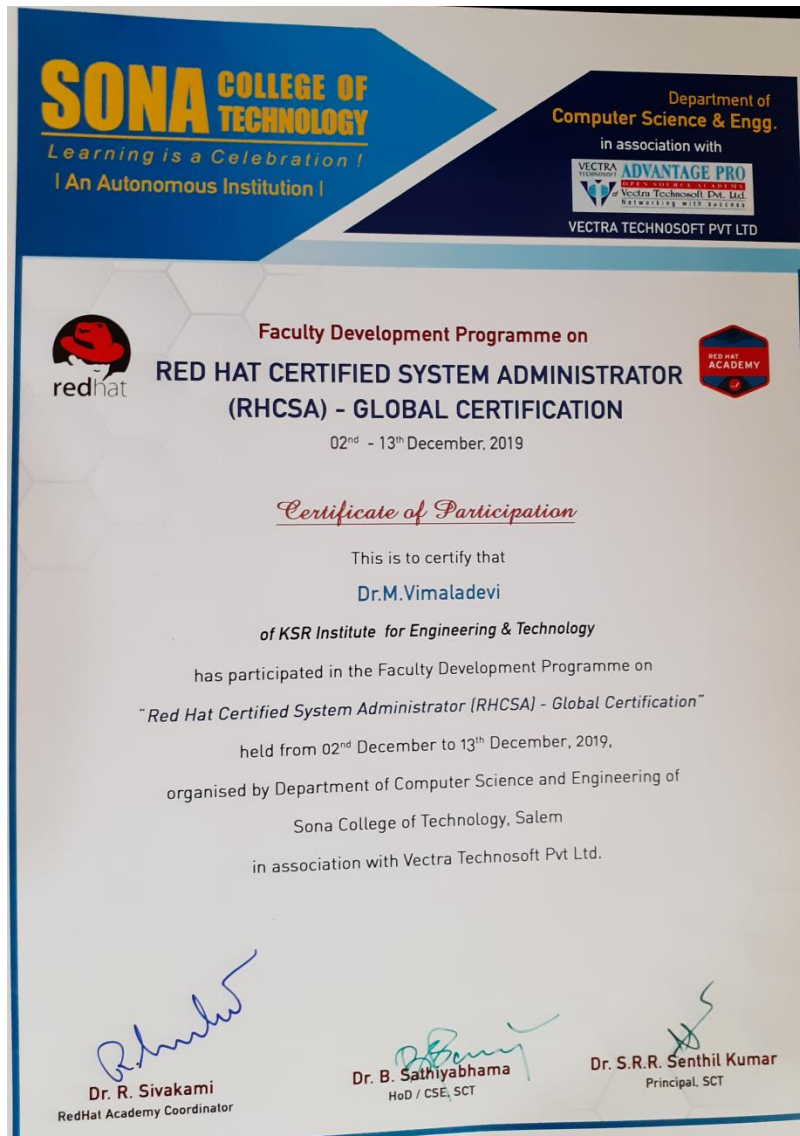 SONA COLLEGE OF TECHNOLOGY
Learning is a Celebration !
| An Autonomous Institution |
Department of
Computer Science & Engg.
in association with
VECTRA TECHNOSOFT
ADVANTAGE PRO
OPEN SOURCE ACADEMY
of Vectra Technosoft Pvt. Ltd.
Networking with success
VECTRA TECHNOSOFT PVT LTD
redhat
RED HAT
ACADEMY
Faculty Development Programme on
RED HAT CERTIFIED SYSTEM ADMINISTRATOR
(RHCSA) - GLOBAL CERTIFICATION
02nd - 13th December, 2019
Certificate of Participation
This is to certify that
Dr.M.Vimaladevi
of KSR Institute for Engineering & Technology
has participated in the Faculty Development Programme on
"Red Hat Certified System Administrator (RHCSA) - Global Certification"
held from 02nd December to 13th December, 2019,
organised by Department of Computer Science and Engineering of
Sona College of Technology, Salem
in association with Vectra Technosoft Pvt Ltd.
Dr. R. Sivakami
RedHat Academy Coordinator
Dr. B. Sathiyabhama
HoD / CSE, SCT
Dr. S.R.R. Senthil Kumar
Principal, SCT